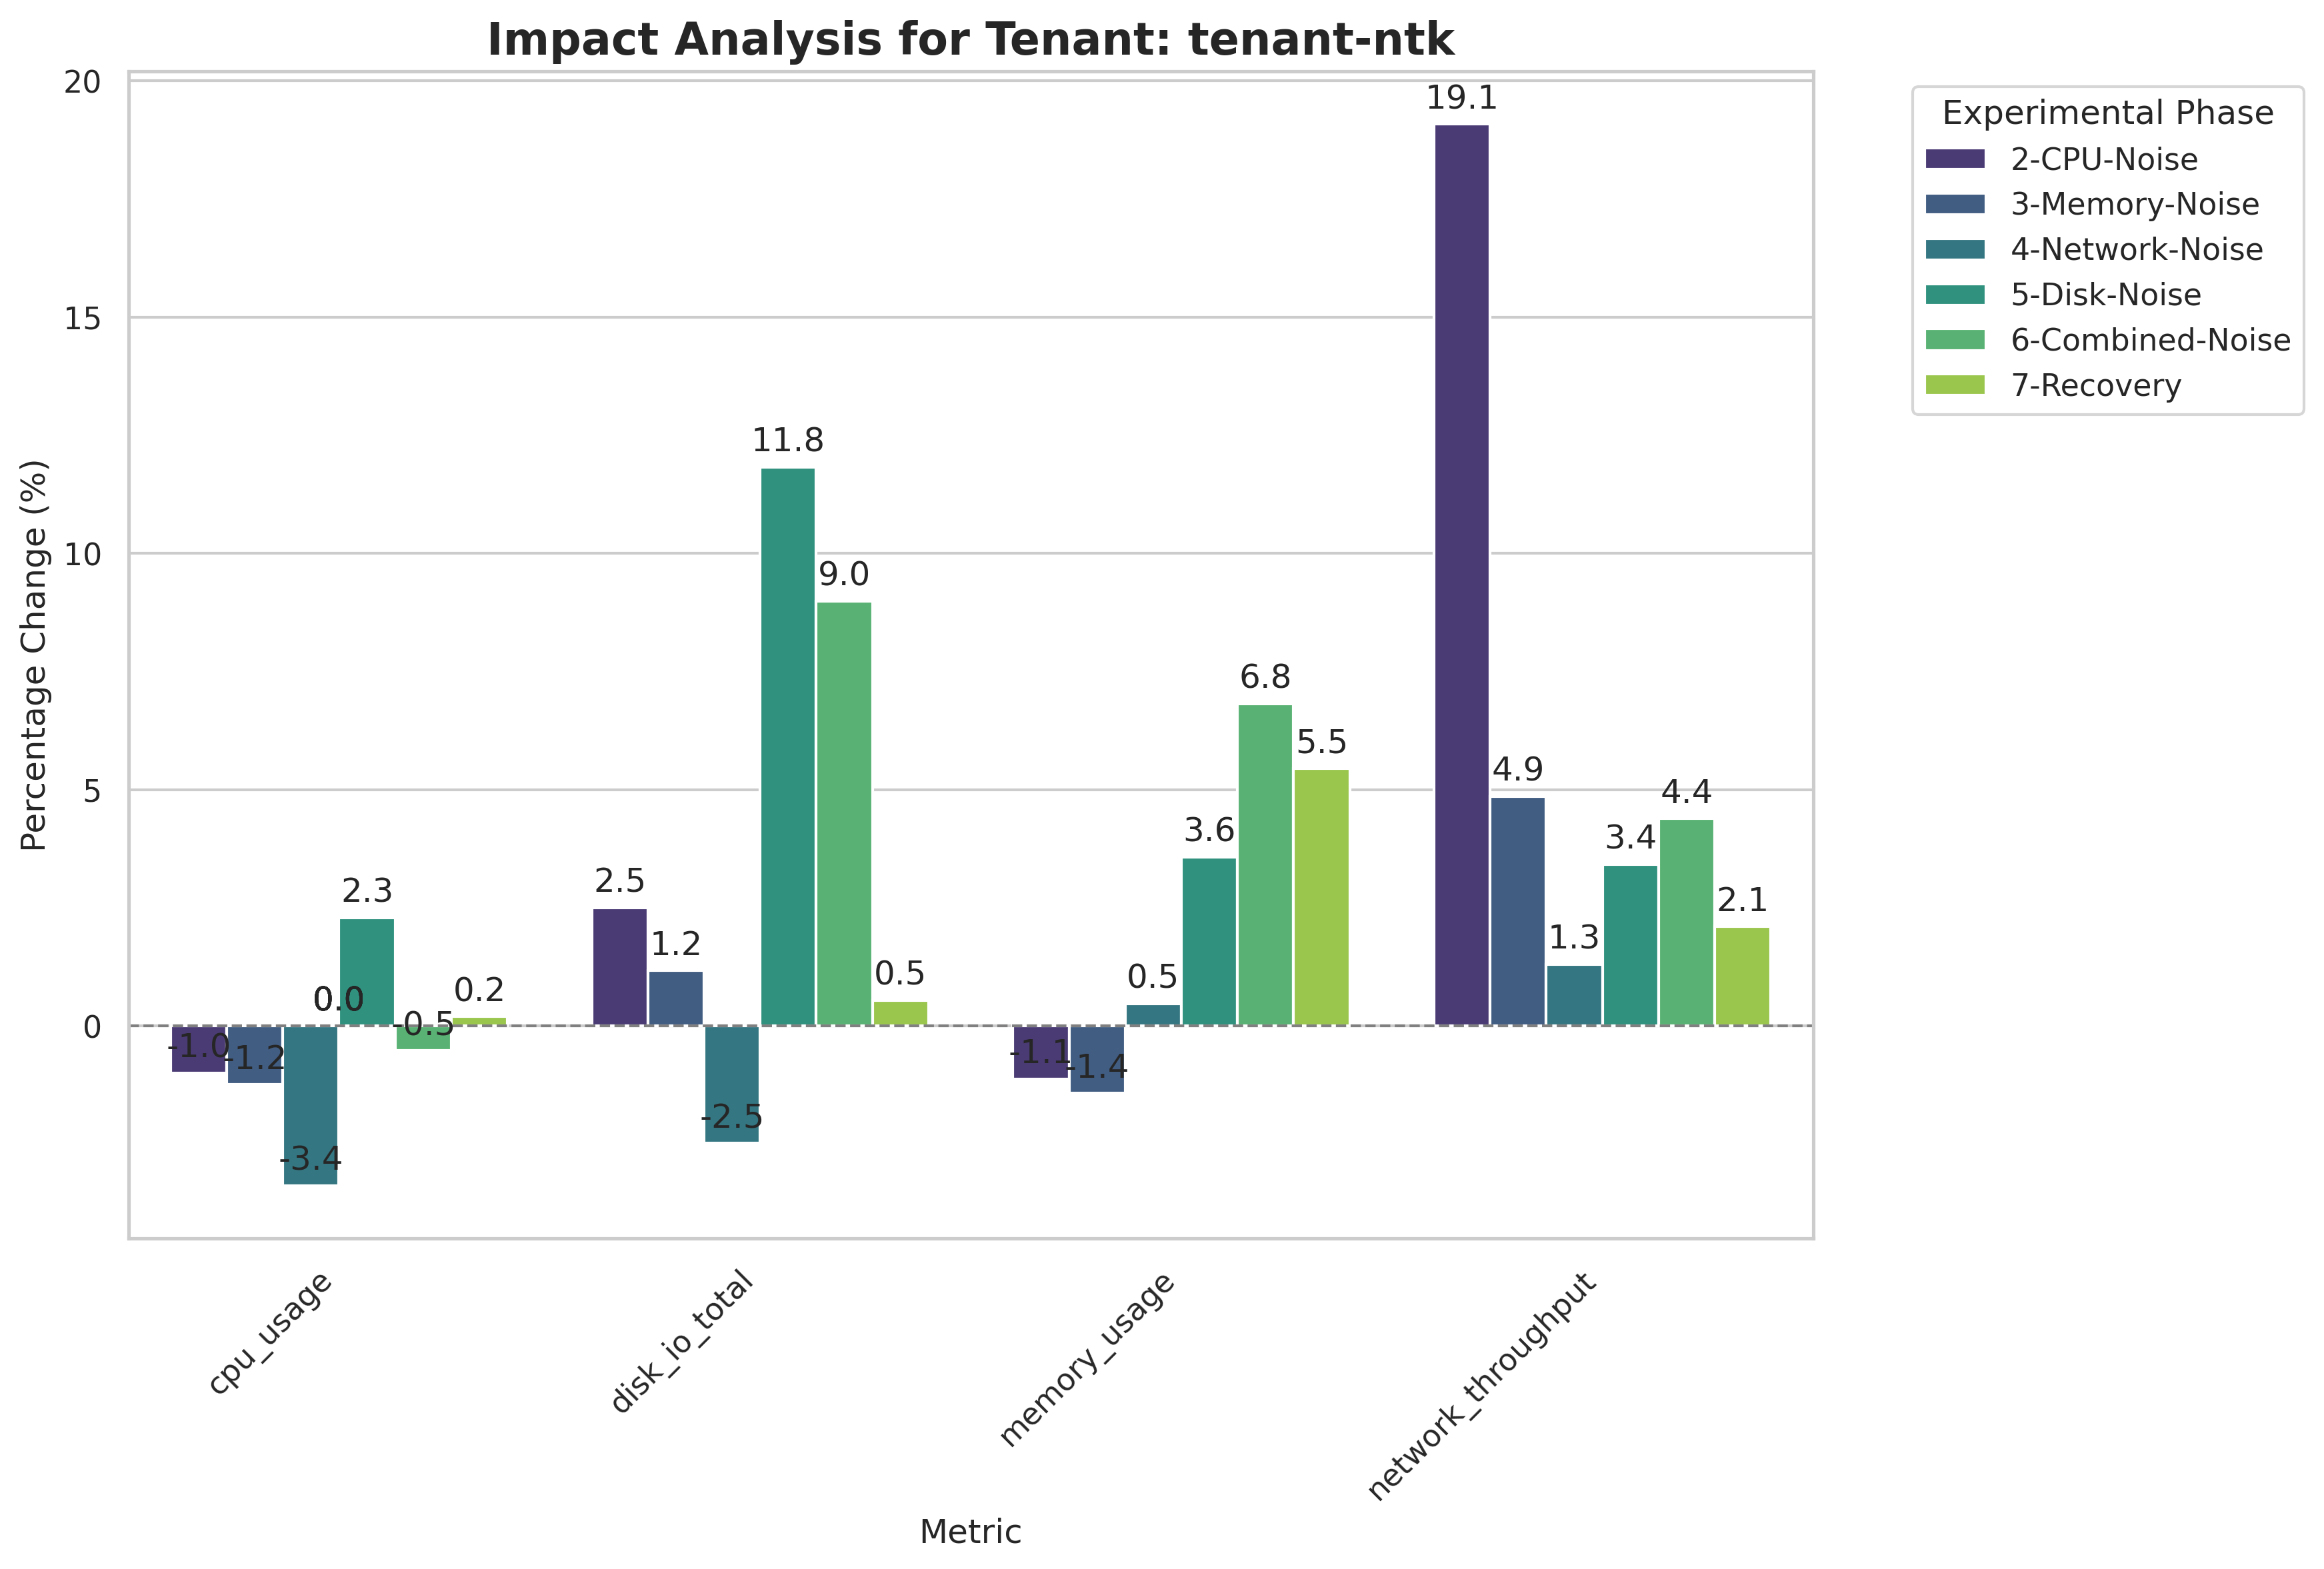 Impact Analysis for Tenant: tenant-ntk
Experimental Phase
2-CPU-Noise
3-Memory-Noise
4-Network-Noise
5-Disk-Noise
6-Combined-Noise
7-Recovery
Percentage Change (%)
20
15
10
5
0
-1.0
-1.2
-3.4
0.0
2.3
-0.5
0.2
2.5
1.2
-2.5
11.8
9.0
0.5
-1.1
-1.4
0.5
3.6
6.8
5.5
19.1
4.9
1.3
3.4
4.4
2.1
cpu_usage
disk_io_total
memory_usage
network_throughput
Metric